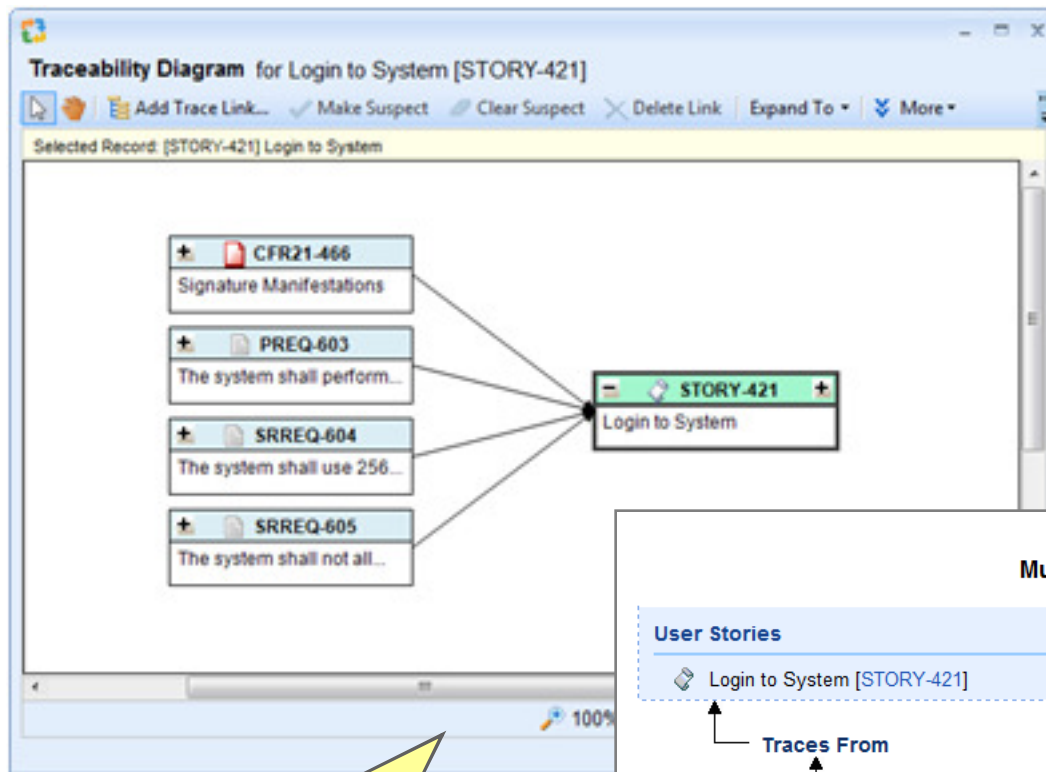 Traceability Diagram for Login to System [STORY-421]
Add Trace Link... Make Suspect Clear Suspect Delete Link Expand To More
Selected Record: [STORY-421] Login to System
CFR21-466
Signature Manifestations
PREQ-603
The system shall perform...
SRREQ-604
The system shall use 256...
SRREQ-605
The system shall not all...
STORY-421
Login to System
100%
Mu
User Stories
Login to System [STORY-421]
Traces From